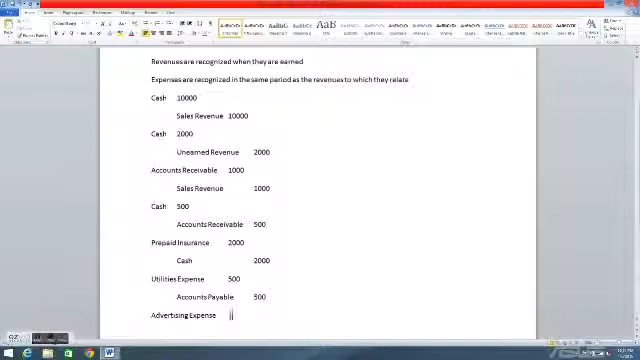 Revenues are recognized when they are earned
Expenses are recognized in the same period as the revenues to which they relate
Cash 10000
Sales Revenue 10000
Cash 2000
Unearned Revenue 2000
Accounts Receivable 1000
Sales Revenue 1000
Cash 500
Accounts Receivable 500
Prepaid Insurance 2000
Cash 2000
Utilities Expense 500
Accounts Payable 500
Advertising Expense